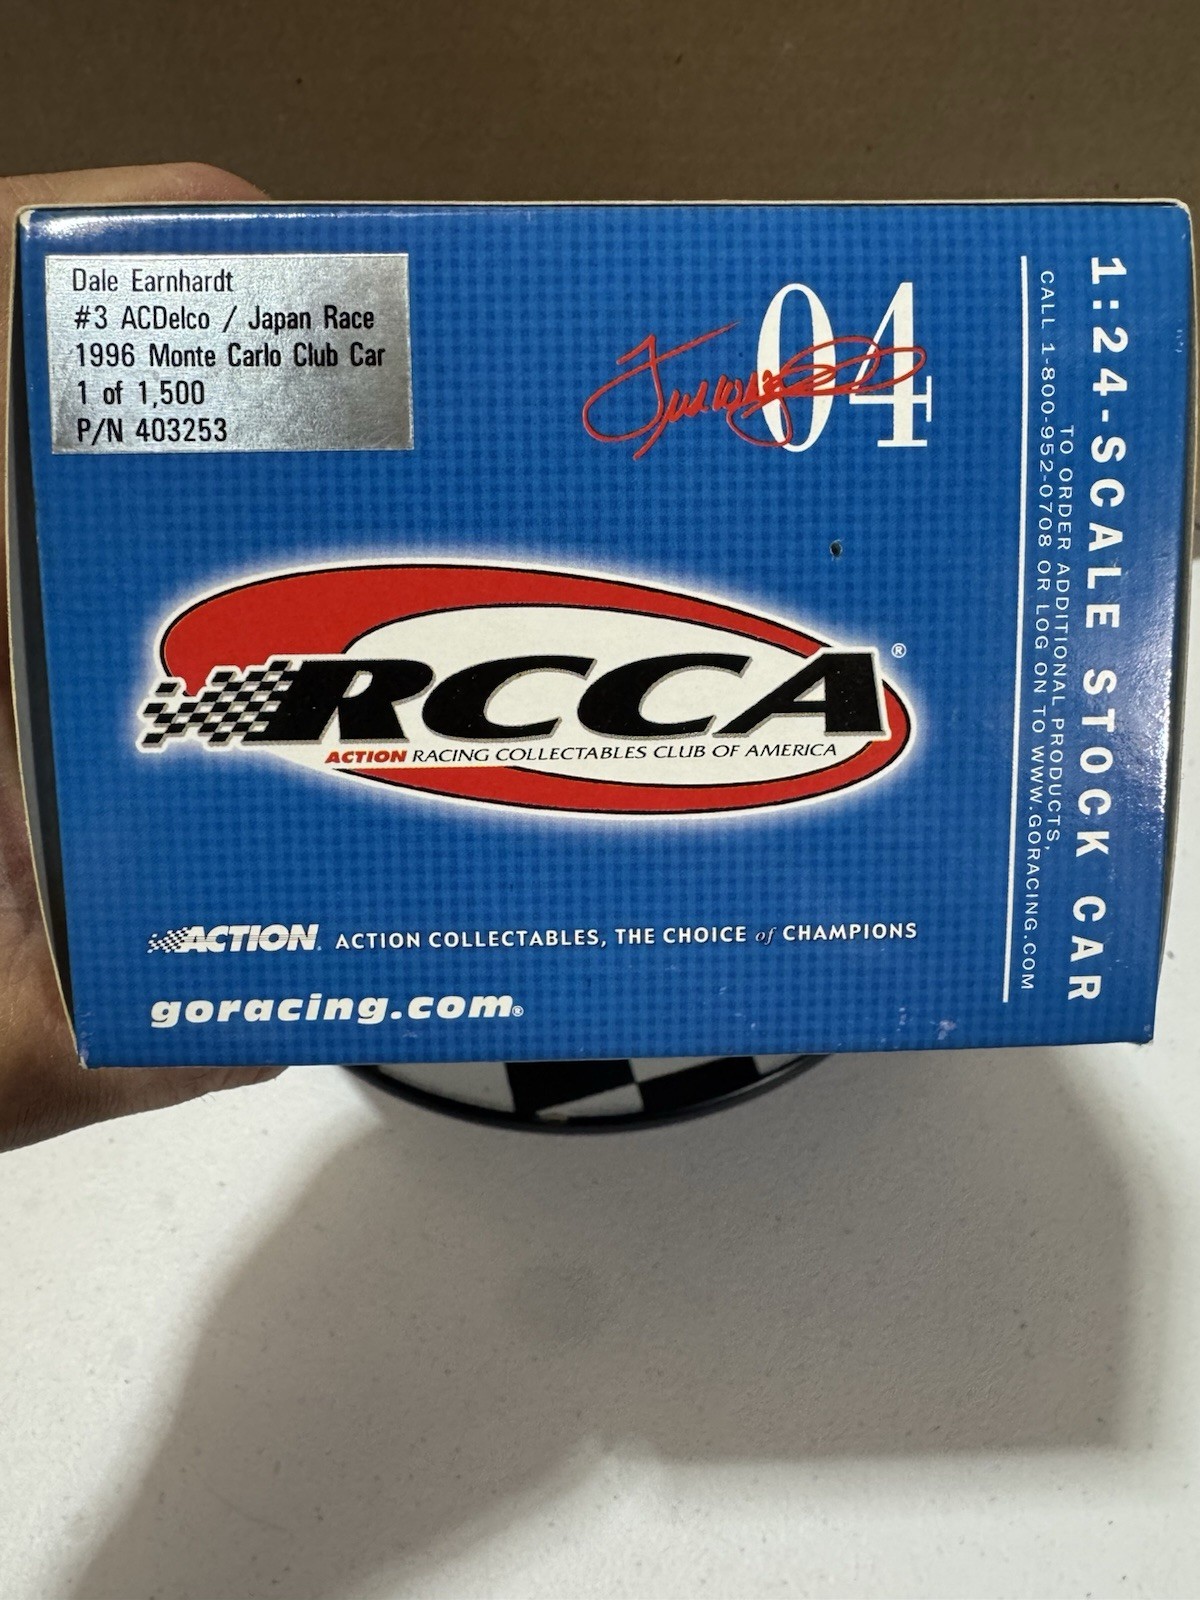 Dale Earnhardt
#3 ACDelco / Japan Race
1996 Monte Carlo Club Car
1 of 1,500
P/N 403253
04
RCCA®
ACTION RACING COLLECTABLES CLUB OF AMERICA
ACTION® ACTION COLLECTABLES, THE CHOICE of CHAMPIONS
goracing.com®
1:24-SCALE STOCK CAR
TO ORDER ADDITIONAL PRODUCTS,
CALL 1-800-952-0708 OR LOG ON TO WWW.GORACING.COM